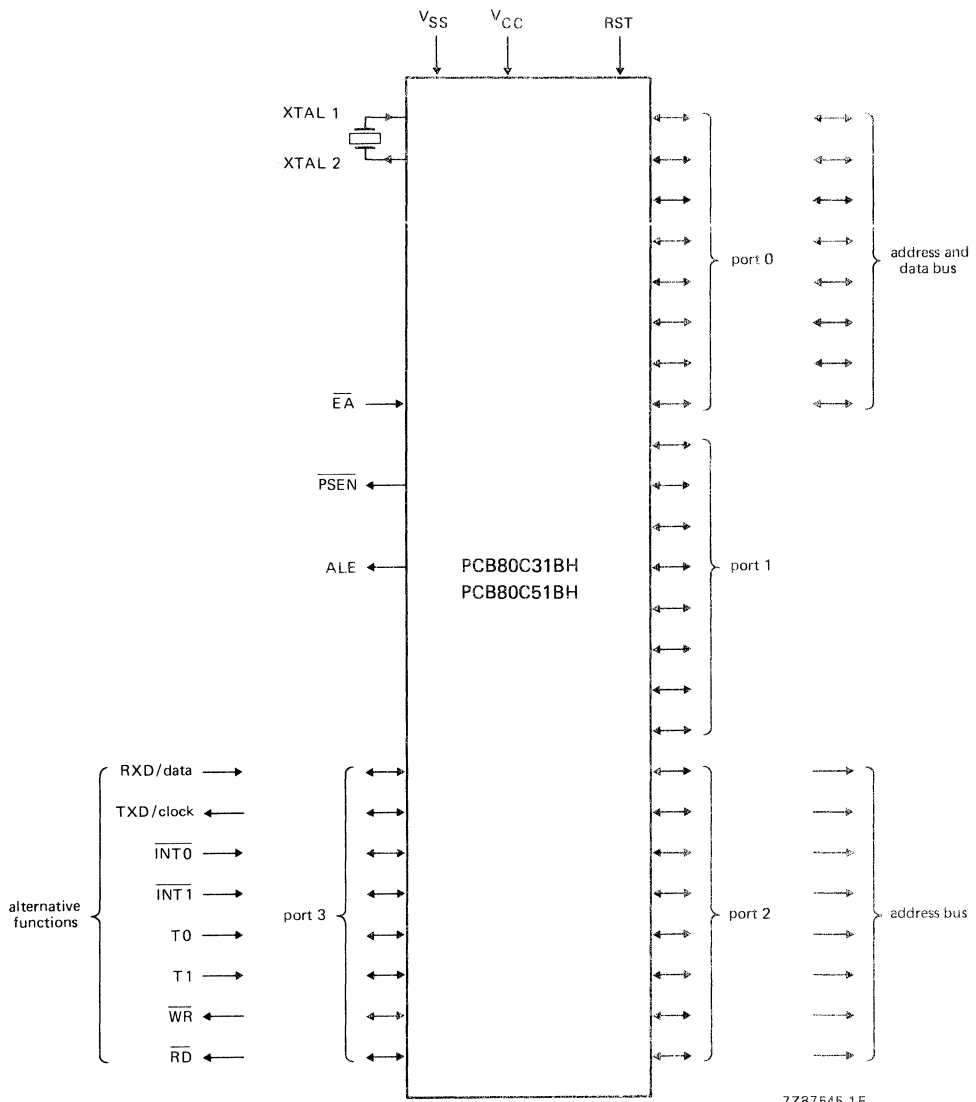 VSS
VCC
RST
XTAL 1
XTAL 2
port 0
address and
data bus
EA
PSEN
ALE
PCB80C31BH
PCB80C51BH
port 1
RXD/data
TXD/clock
INT0
INT1
alternative
functions
port 3
port 2
address bus
T0
T1
WR
RD
7Z87545.1F